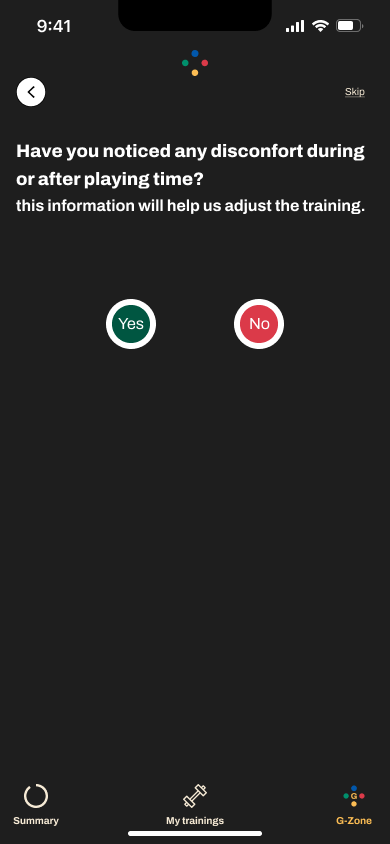 9:41
Skip
Have you noticed any disconfort during
or after playing time?
this information will help us adjust the training.
Yes
No
G
Summary
My trainings
G-Zone